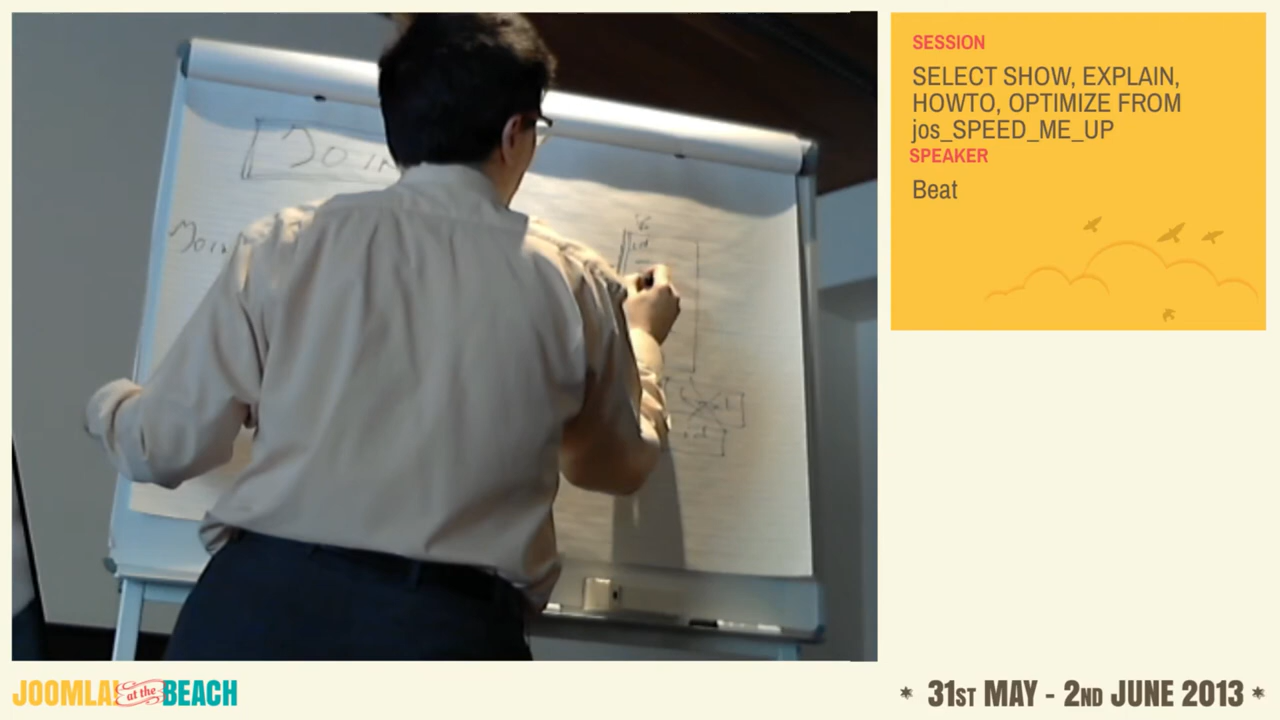 SESSION
SELECT SHOW, EXPLAIN,
HOWTO, OPTIMIZE FROM
jos_SPEED_ME_UP
SPEAKER
Beat
JOOMLA! at the BEACH
* 31ST MAY - 2ND JUNE 2013 *